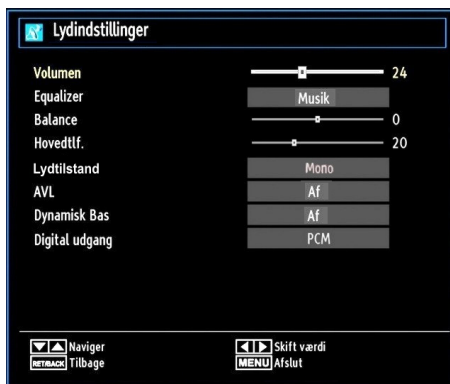 Lydindstillinger
Volumen 24
Equalizer Musik
Balance 0
Hovedtlf. 20
Lydtilstand Mono
AVL Af
Dynamisk Bas Af
Digital udgang PCM
Naviger Skift værdi
RET/BACK Tilbage MENU Afslut